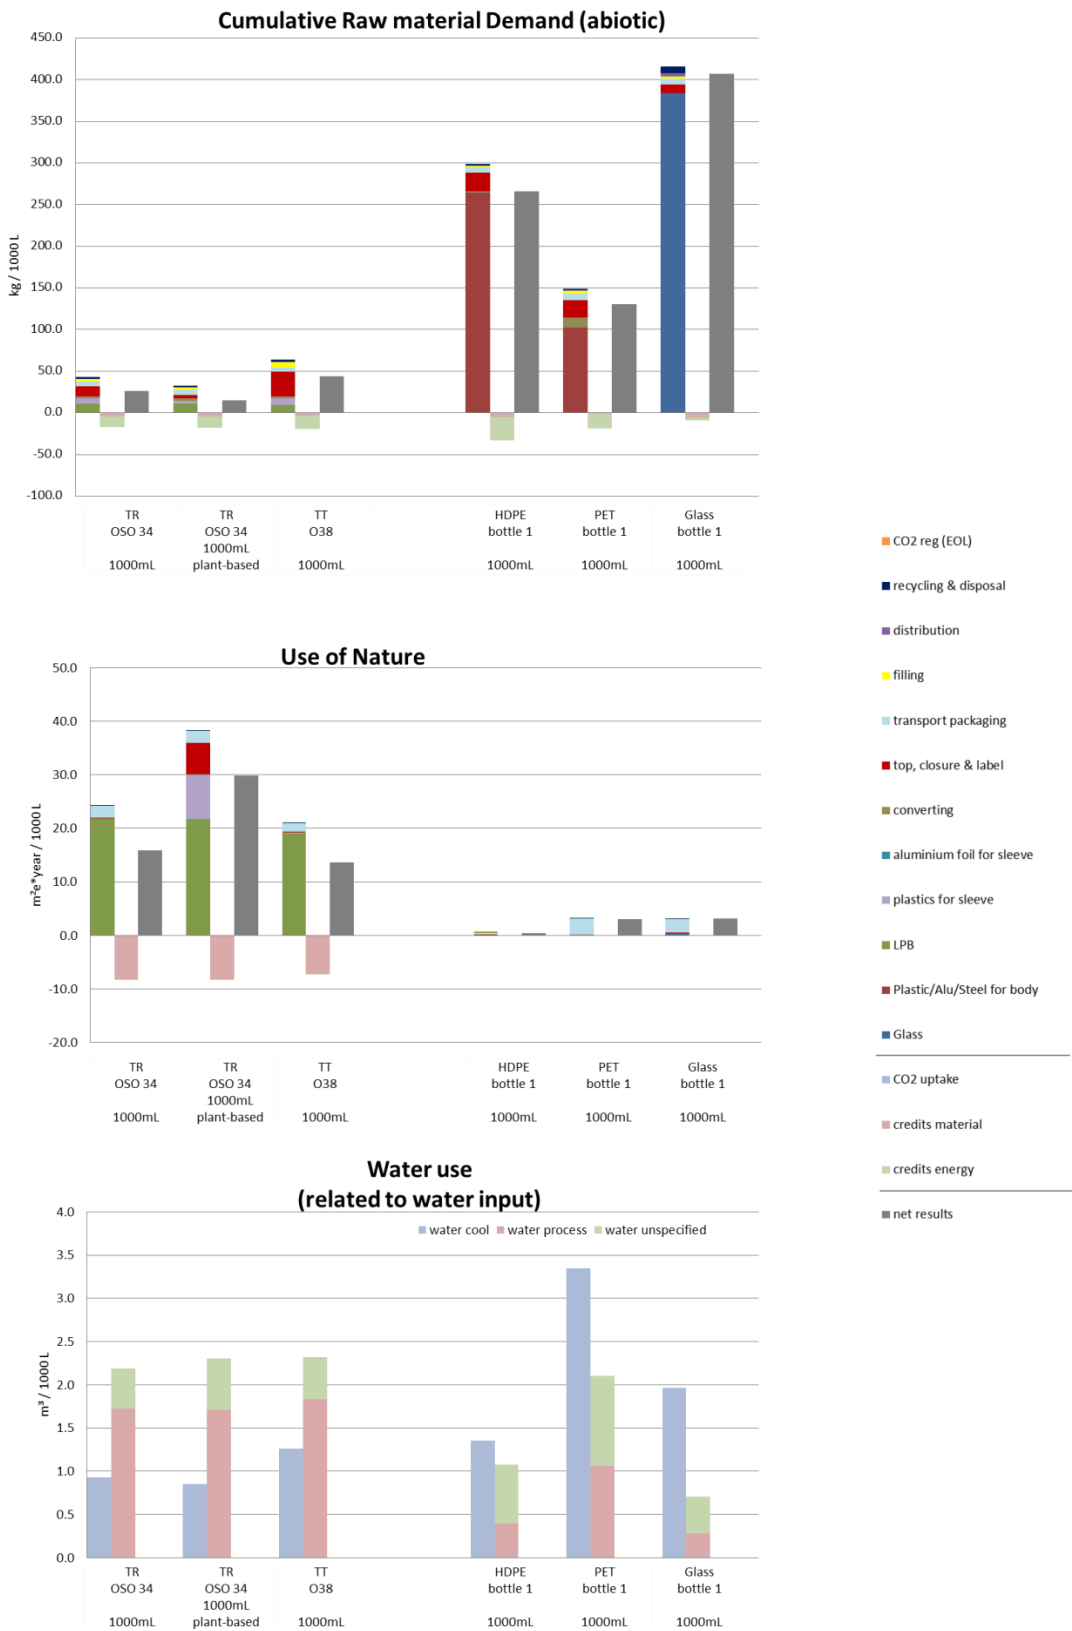 Cumulative Raw material Demand (abiotic)
450.0
400.0
350.0
300.0
250.0
200.0
150.0
100.0
50.0
0.0
-50.0
-100.0
kg / 1000 L
TR
OSO 34
1000mL
TR
OSO 34
1000mL
plant-based
TT
O38
1000mL
HDPE
bottle 1
1000mL
PET
bottle 1
1000mL
Glass
bottle 1
1000mL
CO2 reg (EOL)
recycling & disposal
distribution
filling
transport packaging
top, closure & label
converting
aluminium foil for sleeve
plastics for sleeve
LPB
Plastic/Alu/Steel for body
Glass
CO2 uptake
credits material
credits energy
net results
Use of Nature
50.0
40.0
30.0
20.0
10.0
0.0
-10.0
-20.0
m²e*year / 1000 L
TR
OSO 34
1000mL
TR
OSO 34
1000mL
plant-based
TT
O38
1000mL
HDPE
bottle 1
1000mL
PET
bottle 1
1000mL
Glass
bottle 1
1000mL
Water use
(related to water input)
water cool water process water unspecified
4.0
3.5
3.0
2.5
2.0
1.5
1.0
0.5
0.0
m³ / 1000 L
TR
OSO 34
1000mL
TR
OSO 34
1000mL
plant-based
TT
O38
1000mL
HDPE
bottle 1
1000mL
PET
bottle 1
1000mL
Glass
bottle 1
1000mL